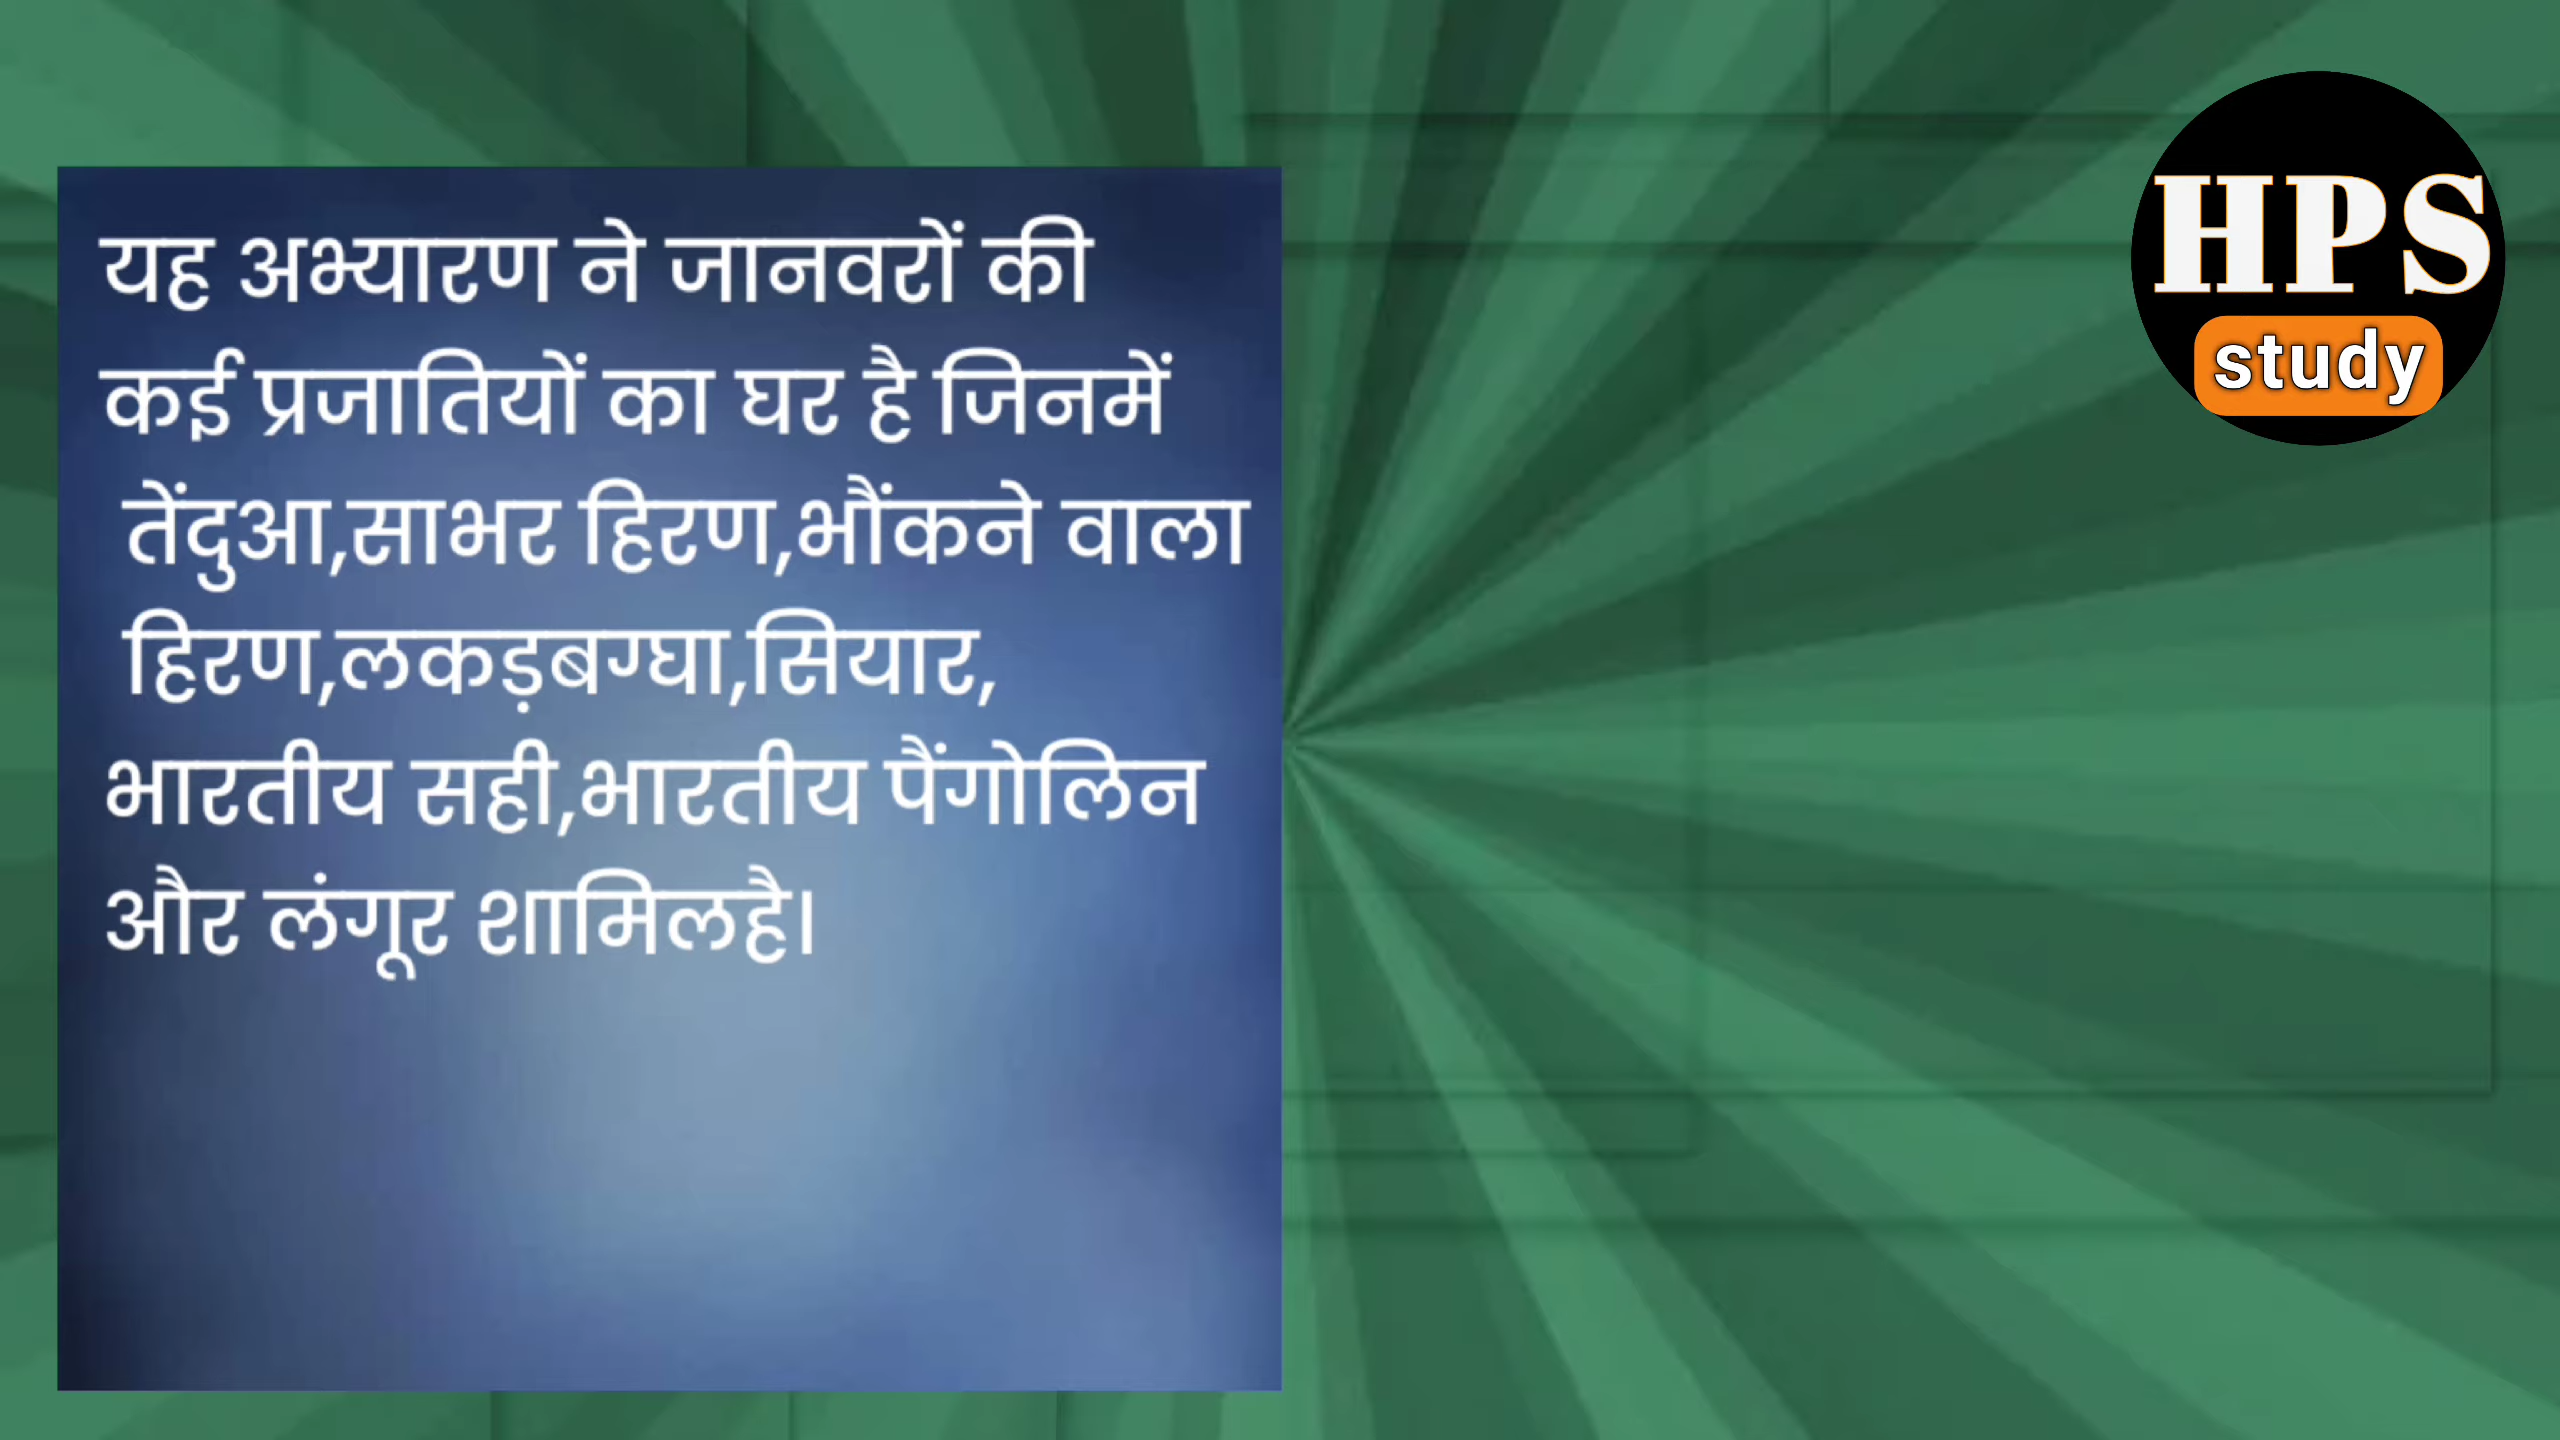 यह अभ्यारण ने जानवरों की
कई प्रजातियों का घर है जिनमें
तेंदुआ,साभर हिरण,भौंकने वाला
हिरण,लकड़बग्घा,सियार,
भारतीय सही,भारतीय पैंगोलिन
और लंगूर शामिलहै।
HPS
study